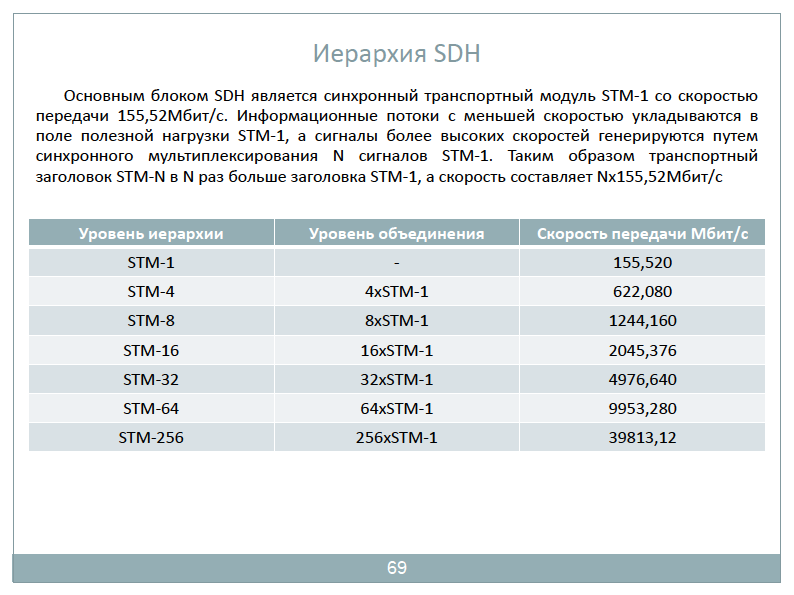 Иерархия SDH
Основным блоком SDH является синхронный транспортный модуль STM-1 со скоростью
передачи 155,52Мбит/с. Информационные потоки с меньшей скоростью укладываются в
поле полезной нагрузки STM-1, а сигналы более высоких скоростей генерируются путем
синхронного мультиплексирования N сигналов STM-1. Таким образом транспортный
заголовок STM-N в N раз больше заголовка STM-1, а скорость составляет Nx155,52Мбит/с
Уровень иерархии Уровень объединения Скорость передачи Мбит/с
STM-1 - 155,520
STM-4 4xSTM-1 622,080
STM-8 8xSTM-1 1244,160
STM-16 16xSTM-1 2045,376
STM-32 32xSTM-1 4976,640
STM-64 64xSTM-1 9953,280
STM-256 256xSTM-1 39813,12
69